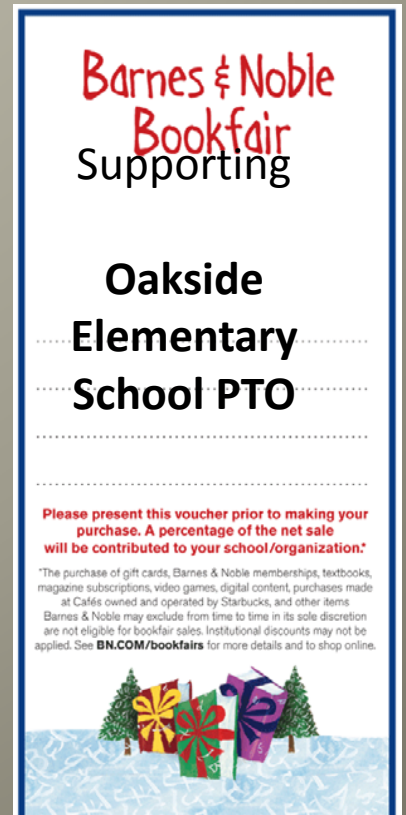 Barnes & Noble
Bookfair
Supporting
Oakside
Elementary
School PTO
Please present this voucher prior to making your
purchase. A percentage of the net sale
will be contributed to your school/organization.*
*The purchase of gift cards, Barnes & Noble memberships, textbooks,
magazine subscriptions, video games, digital content, purchases made
at Cafés owned and operated by Starbucks, and other items
Barnes & Noble may exclude from time to time in its sole discretion
are not eligible for bookfair sales. Institutional discounts may not be
applied. See BN.COM/bookfairs for more details and to shop online.